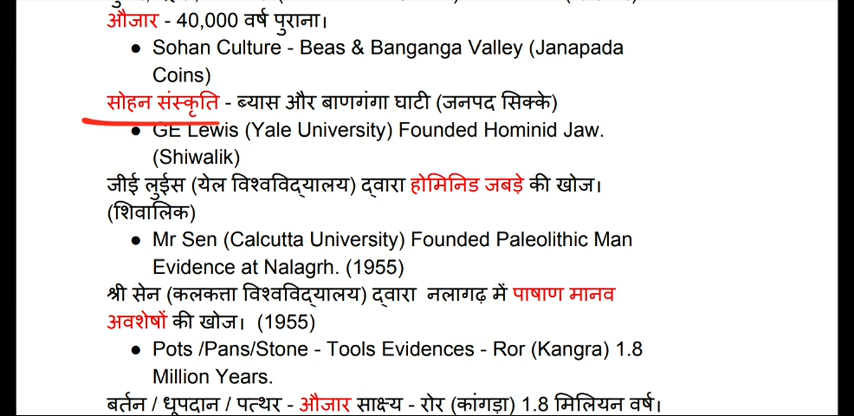 औजार - 40,000 वर्ष पुराना।
● Sohan Culture - Beas & Banganga Valley (Janapada
Coins)
सोहन संस्कृति - ब्यास और बाणगंगा घाटी (जनपद सिक्के)
● GE Lewis (Yale University) Founded Hominid Jaw.
(Shiwalik)
जीई लुईस (येल विश्वविद्यालय) द्वारा होमिनिड जबड़े की खोज।
(शिवालिक)
● Mr Sen (Calcutta University) Founded Paleolithic Man
Evidence at Nalagrh. (1955)
श्री सेन (कलकत्ता विश्वविद्यालय) द्वारा नलागढ़ में पाषाण मानव
अवशेषों की खोज। (1955)
● Pots /Pans/Stone - Tools Evidences - Ror (Kangra) 1.8
Million Years.
बर्तन / धूपदान / पत्थर - औजार साक्ष्य - रोर (कांगड़ा) 1.8 मिलियन वर्ष।